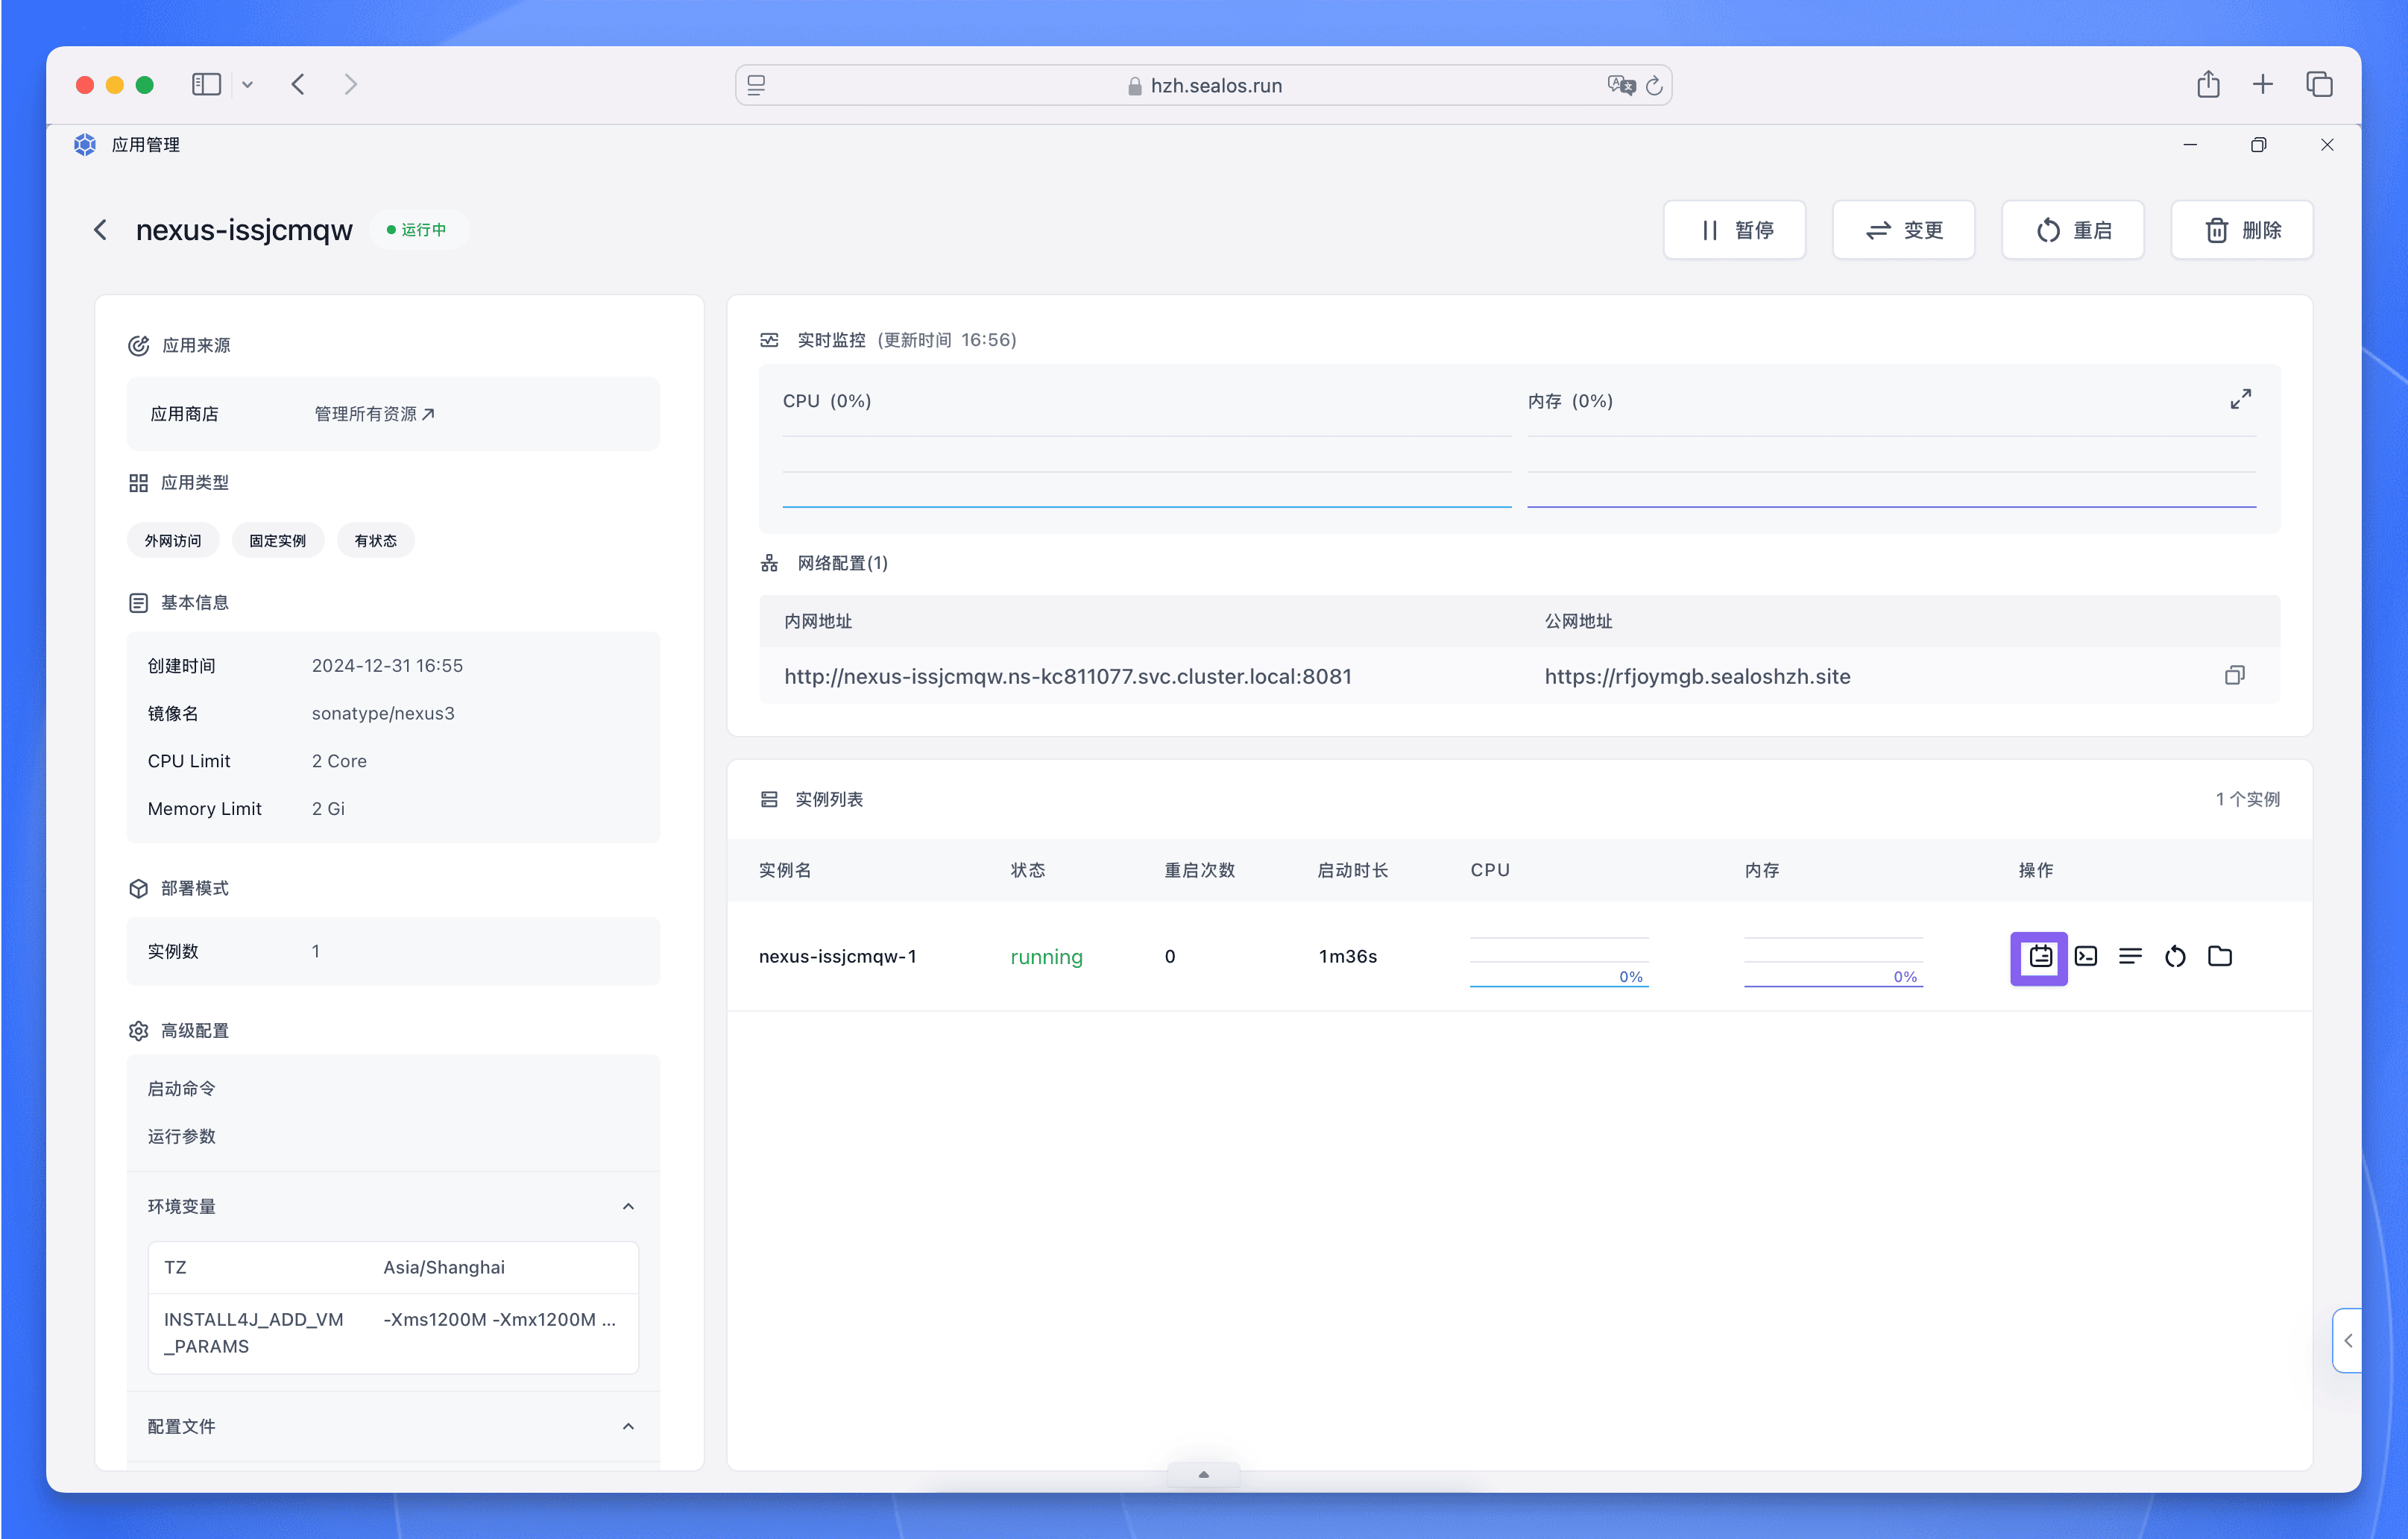 hzh.sealos.run
应用管理
nexus-issjcmqw
运行中
暂停
变更
重启
删除
应用来源
应用商店
管理所有资源
应用类型
外网访问
固定实例
有状态
基本信息
创建时间
2024-12-31 16:55
镜像名
sonatype/nexus3
CPU Limit
2 Core
Memory Limit
2 Gi
部署模式
实例数
1
高级配置
启动命令
运行参数
环境变量
TZ
Asia/Shanghai
INSTALL4J_ADD_VM
_PARAMS
-Xms1200M -Xmx1200M ...
配置文件
实时监控 (更新时间 16:56)
CPU (0%)
内存 (0%)
网络配置(1)
内网地址
公网地址
http://nexus-issjcmqw.ns-kc811077.svc.cluster.local:8081
https://rfjoymgb.sealoshzh.site
实例列表
1 个实例
实例名
状态
重启次数
启动时长
CPU
内存
操作
nexus-issjcmqw-1
running
0
1m36s
0%
0%